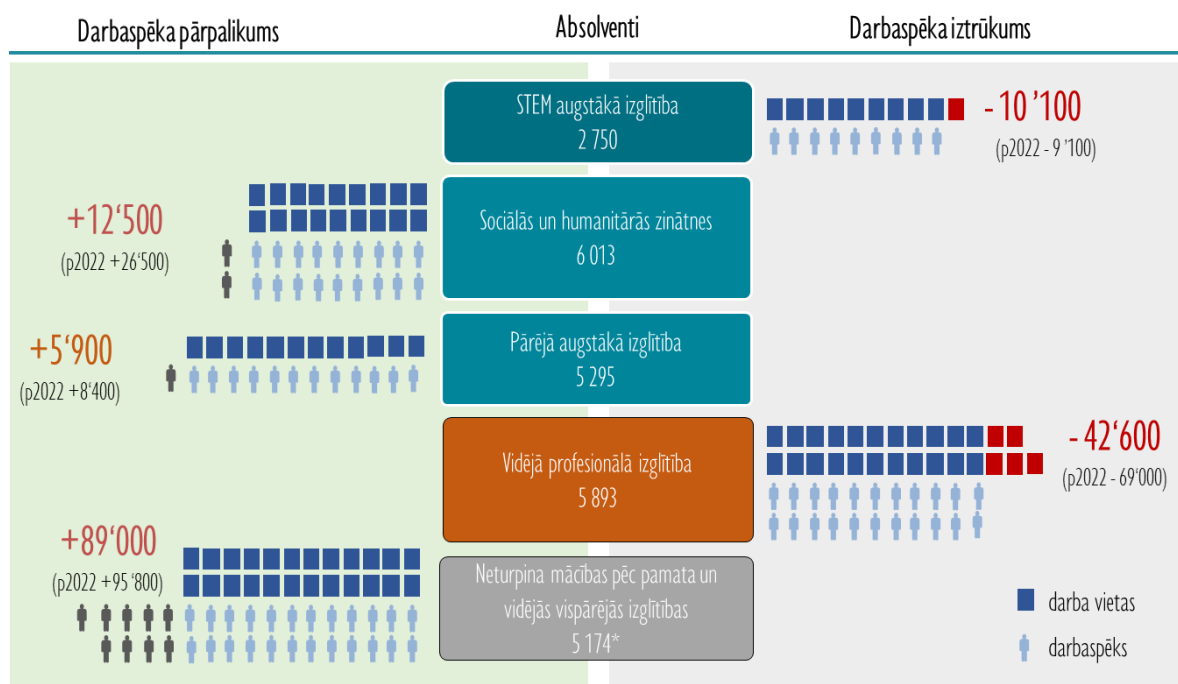 Darbaspēka pārpalikums
Absolventi
Darbaspēka iztrūkums
STEM augstākā izglītība
2 750
- 10 '100
(p2022 - 9 '100)
+12'500
(p2022 +26'500)
Sociālās un humanitārās zinātnes
6 013
+5'900
(p2022 +8'400)
Pārējā augstākā izglītība
5 295
Vidējā profesionālā izglītība
5 893
- 42'600
(p2022 - 69'000)
+89'000
(p2022 +95 '800)
Neturpina mācības pēc pamata un
vidējās vispārējās izglītības
5 174*
darba vietas
darbaspēks